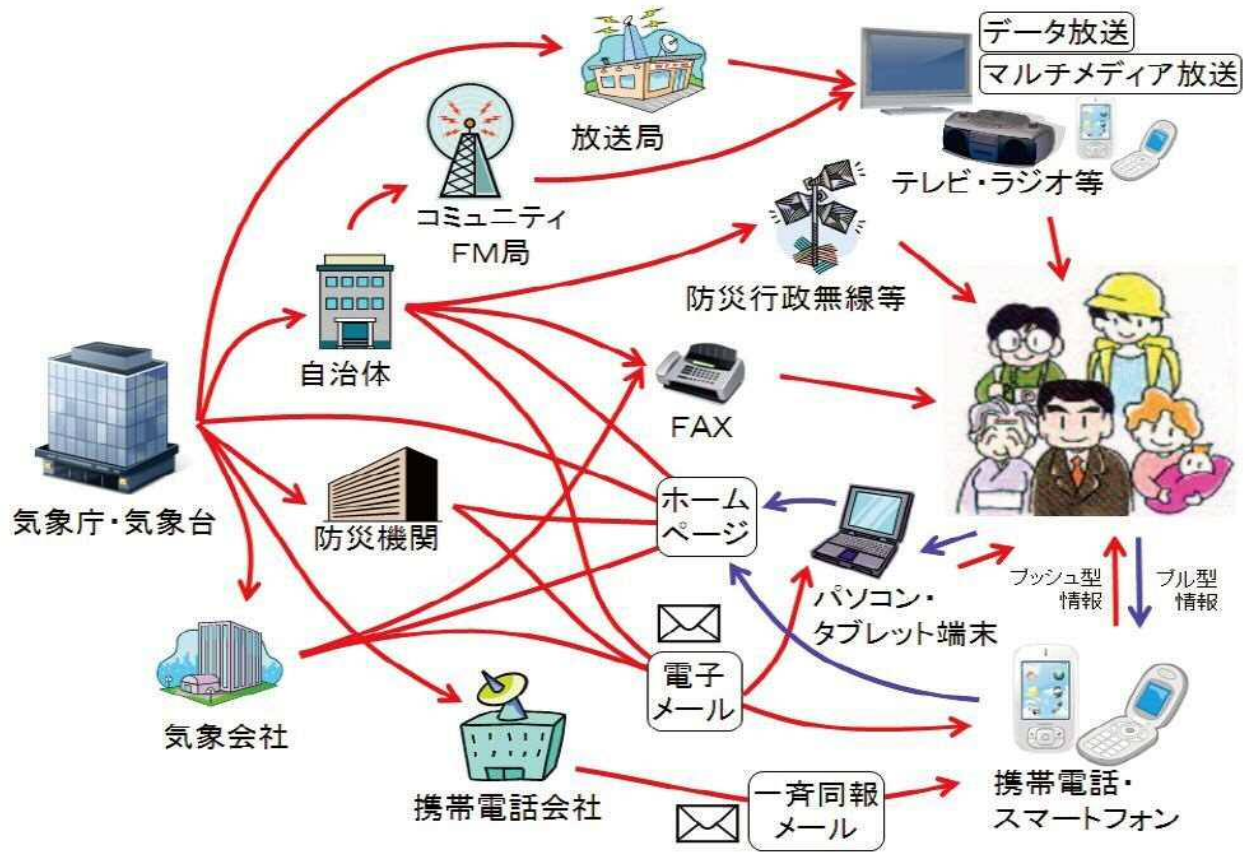 データ放送
マルチメディア放送
放送局
テレビ・ラジオ等
コミュニティ
FM局
防災行政無線等
自治体
FAX
気象庁・気象台
防災機関
ホーム
ページ
パソコン・
タブレット端末
プッシュ型
情報
プル型
情報
電子
メール
気象会社
携帯電話会社
一斉同報
メール
携帯電話・
スマートフォン